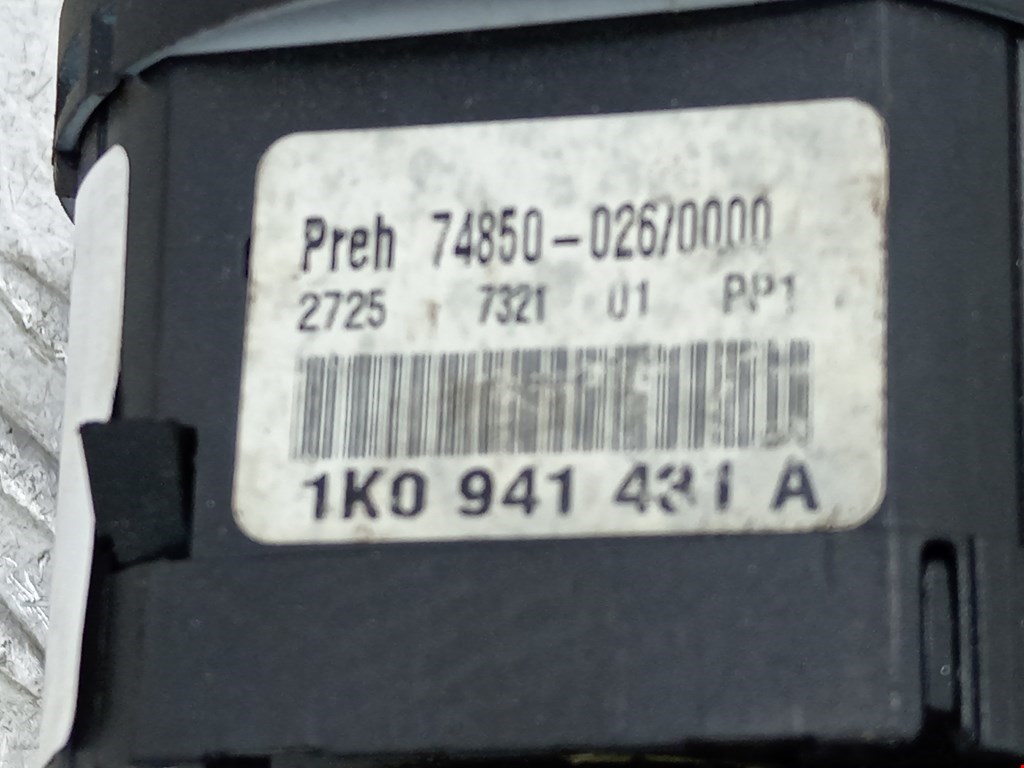 Preh 74850-026/0000
2725 7321 01 PP1
1K0 941 431 A